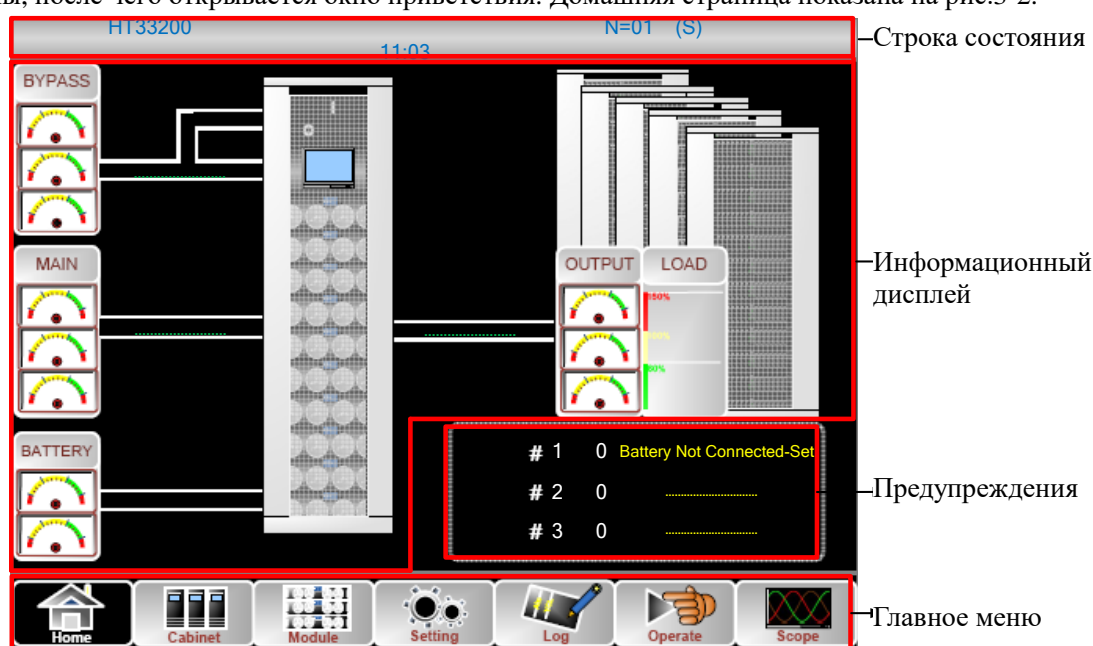 ы, после чего открывается окно приветствия. Домашняя страница показана на рис.3-2.
HT33200 N=01 (S)
11:03
Строка состояния
BYPASS
MAIN
OUTPUT LOAD
Информационный
дисплей
150%
100%
80%
BATTERY
# 1 0 Battery Not Connected-Set
# 2 0
# 3 0
Предупреждения
Home Cabinet Module Setting Log Operate Scope
Главное меню